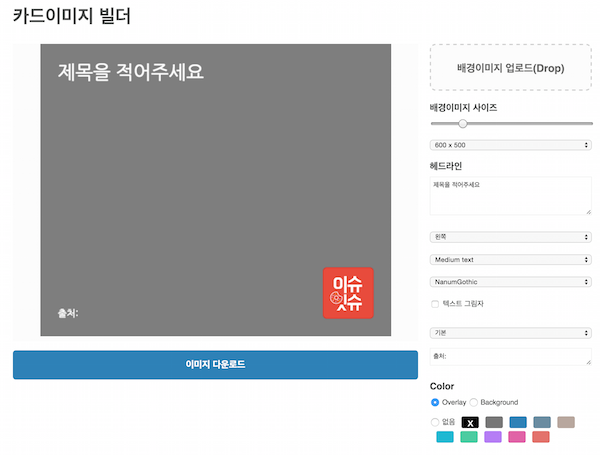 카드이미지 빌더
제목을 적어주세요
이슈
잇슈
출처:
이미지 다운로드
배경이미지 업로드(Drop)
배경이미지 사이즈
600 x 500
헤드라인
제목을 적어주세요
왼쪽
Medium text
NanumGothic
텍스트 그림자
기본
출처:
Color
Overlay Background
없음 X